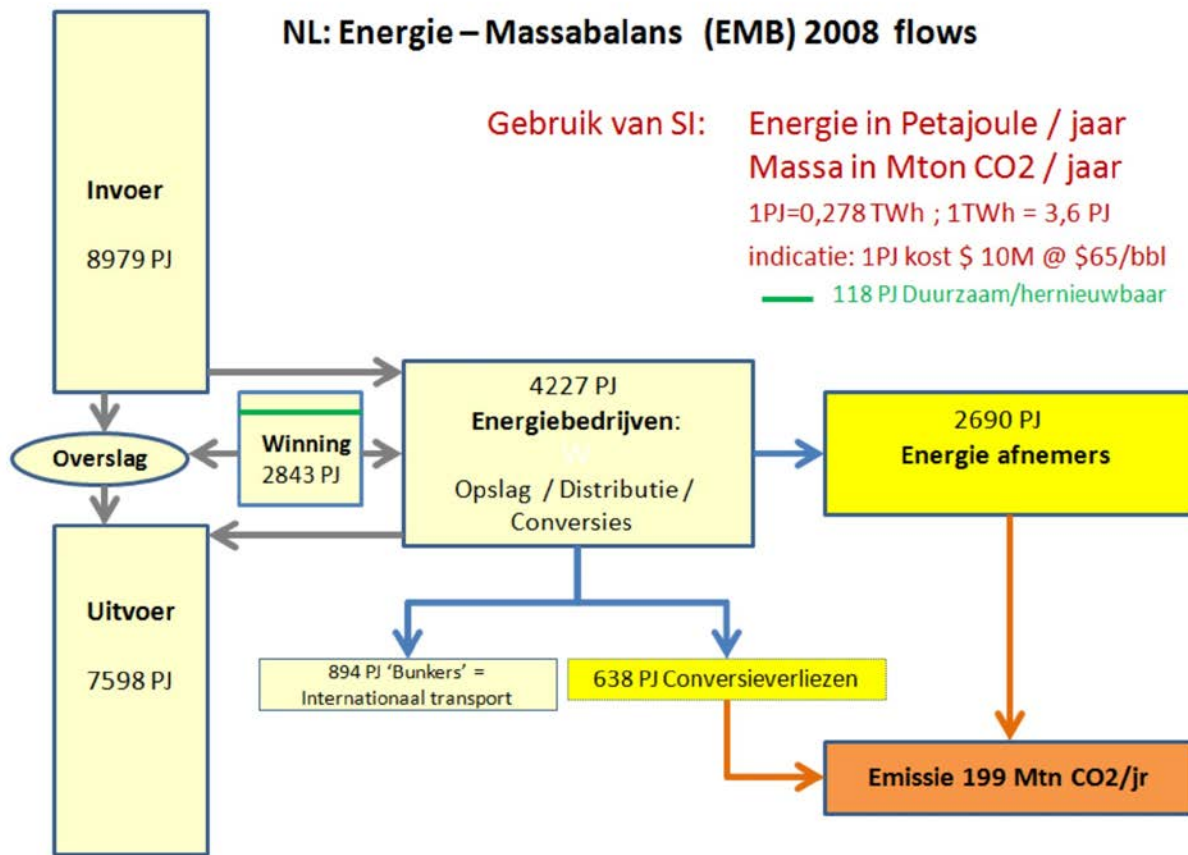 NL: Energie – Massabalans (EMB) 2008 flows
Gebruik van SI: Energie in Petajoule / jaar
Massa in Mton CO2 / jaar
1PJ=0,278 TWh ; 1TWh = 3,6 PJ
indicatie: 1PJ kost $ 10M @ $65/bbl
118 PJ Duurzaam/hernieuwbaar
Invoer
8979 PJ
Overslag
Winning
2843 PJ
4227 PJ
Energiebedrijven:
Opslag / Distributie /
Conversies
2690 PJ
Energie afnemers
Uitvoer
7598 PJ
894 PJ ‘Bunkers’ =
Internationaal transport
638 PJ Conversieverliezen
Emissie 199 Mtn CO2/jr